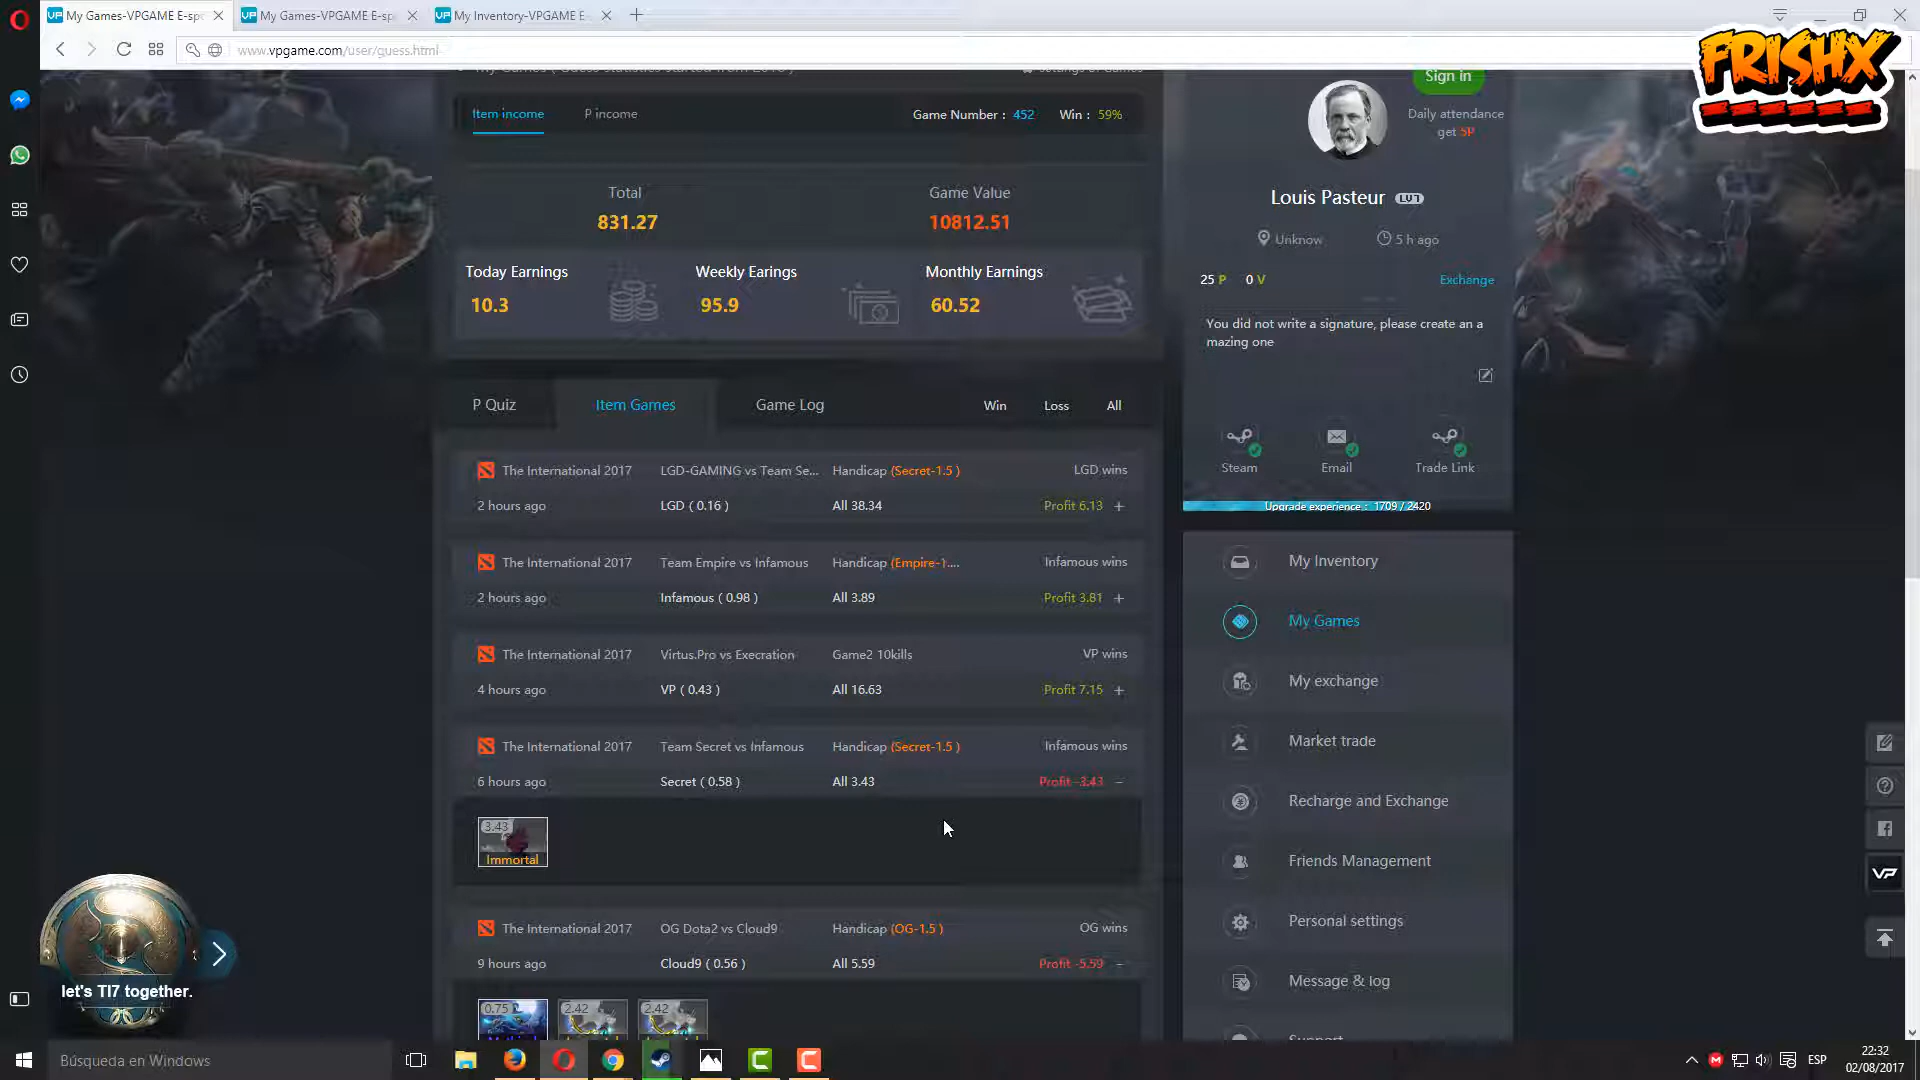 My Games-VPGAME E-spo
My Games-VPGAME E-sp
My Inventory-VPGAME E
www.vpgame.com/user/guess.html
FRISHX
Item income
P income
Game Number : 452
Win : 59%
Total
831.27
Game Value
10812.51
Today Earnings
10.3
Weekly Earings
95.9
Monthly Earnings
60.52
P Quiz
Item Games
Game Log
Win
Loss
All
The International 2017 LGD-GAMING vs Team Se... Handicap (Secret-1.5 ) LGD wins
2 hours ago LGD ( 0.16 ) All 38.34 Profit 6.13 +
The International 2017 Team Empire vs Infamous Handicap (Empire-1.... Infamous wins
2 hours ago Infamous ( 0.98 ) All 3.89 Profit 3.81 +
The International 2017 Virtus.Pro vs Execration Game2 10kills VP wins
4 hours ago VP ( 0.43 ) All 16.63 Profit 7.15 +
The International 2017 Team Secret vs Infamous Handicap (Secret-1.5 ) Infamous wins
6 hours ago Secret ( 0.58 ) All 3.43 Profit -3.43 −
3.43
Immortal
The International 2017 OG Dota2 vs Cloud9 Handicap (OG-1.5 ) OG wins
9 hours ago Cloud9 ( 0.56 ) All 5.59 Profit -5.59 −
0.75 2.42 2.42
Sign in
Daily attendance
get 5P
Louis Pasteur LV7
Unknow
5 h ago
25 P 0 V
Exchange
You did not write a signature, please create an a
mazing one
Steam
Email
Trade Link
Upgrade experience : 1709 / 2420
My Inventory
My Games
My exchange
Market trade
Recharge and Exchange
Friends Management
Personal settings
Message & log
VP
let's TI7 together.
Búsqueda en Windows
ESP
22:32
02/08/2017